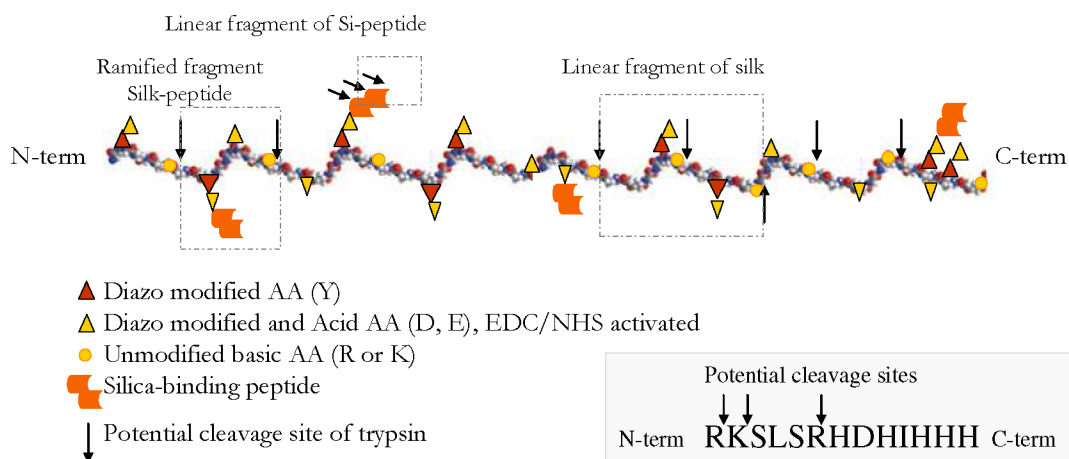 Linear fragment of Si-peptide
Ramified fragment
Silk-peptide
Linear fragment of silk
N-term
C-term
Diazo modified AA (Y)
Diazo modified and Acid AA (D, E), EDC/NHS activated
Unmodified basic AA (R or K)
Silica-binding peptide
Potential cleavage site of trypsin
Potential cleavage sites
N-term RKSLSRHDHIHHH C-term